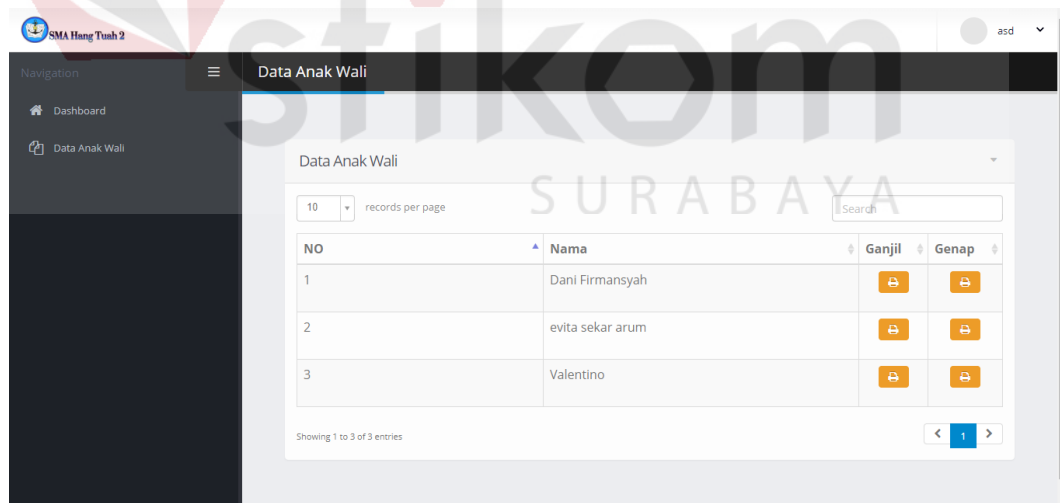 SMA Hang Tuah 2
asd
Navigation
Data Anak Wali
Dashboard
Data Anak Wali
stikom
SURABAYA
Data Anak Wali
10 records per page
Search
NO Nama Ganjil Genap
1 Dani Firmansyah
2 evita sekar arum
3 Valentino
Showing 1 to 3 of 3 entries
1